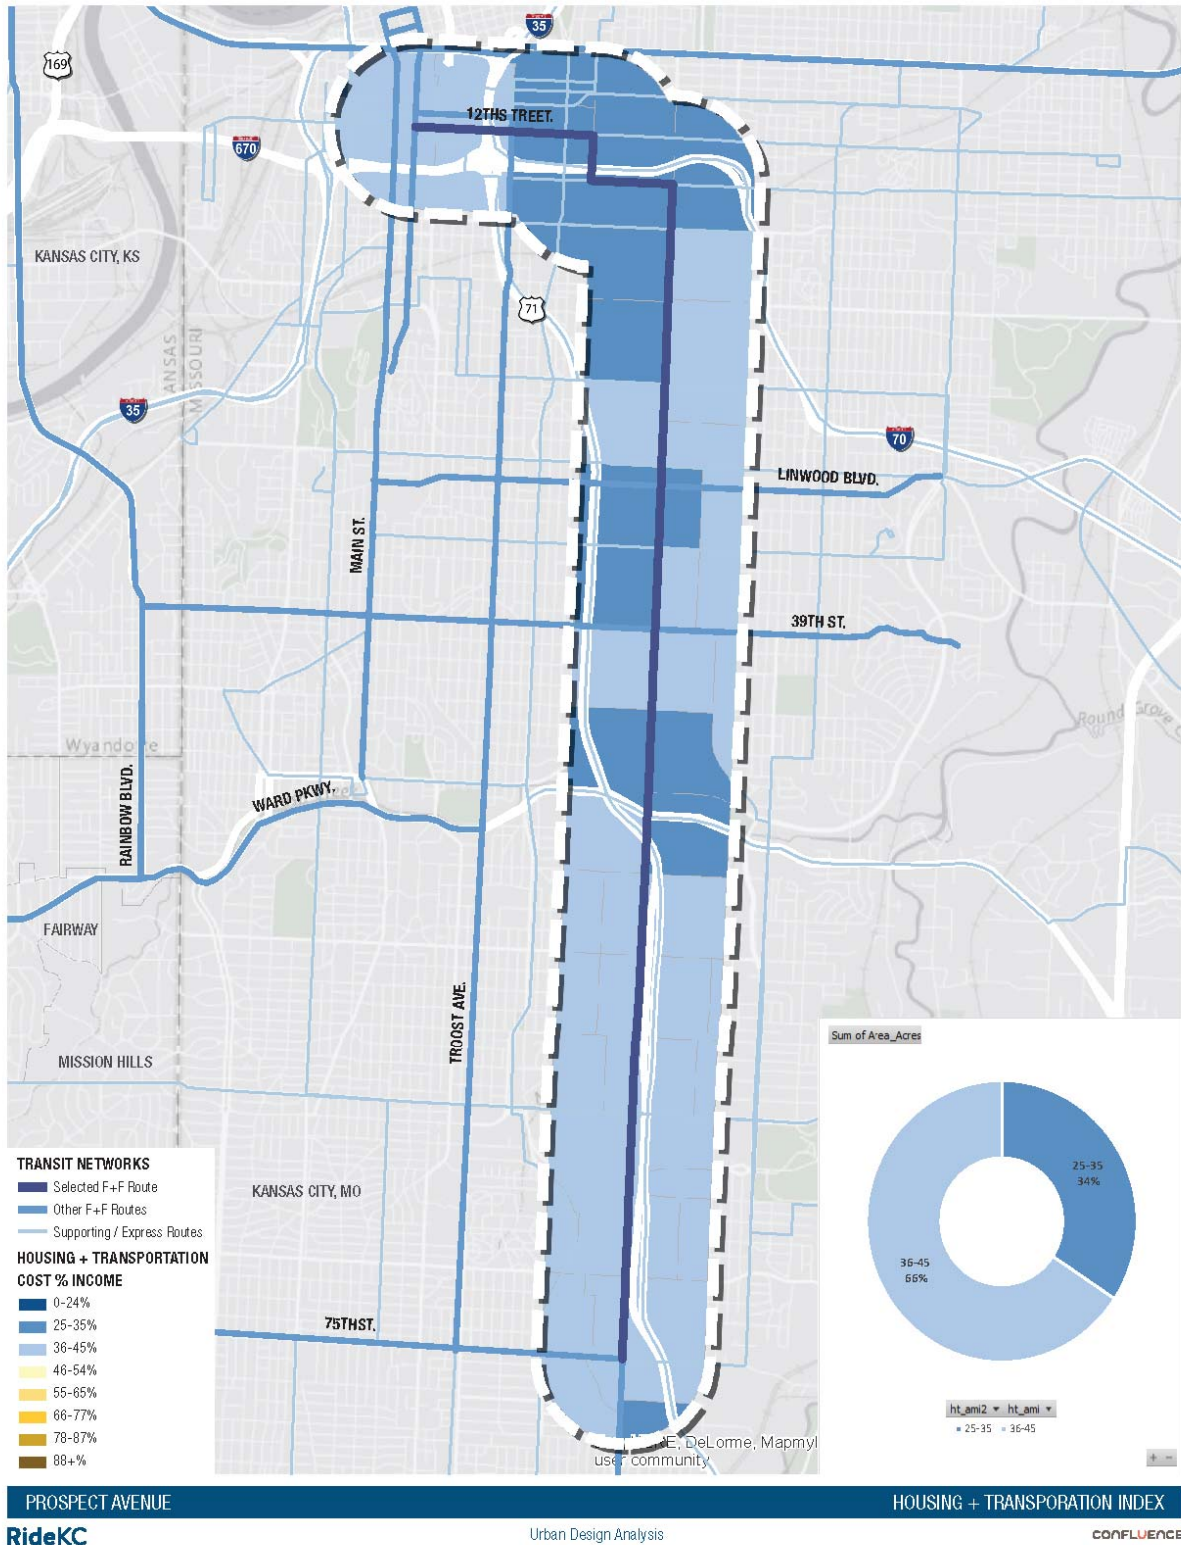 35
169
12THS TREET.
670
KANSAS CITY, KS
71
MISSOURI
35
70
LINWOOD BLVD.
MAIN ST.
39TH ST.
Wyandotte
RAINBOW BLVD.
WARD PKWY.
FAIRWAY
TROOST AVE.
MISSION HILLS
Sum of Area_Acres
25-35
34%
36-45
66%
TRANSIT NETWORKS
Selected F+F Route
Other F+F Routes
Supporting / Express Routes
KANSAS CITY, MO
HOUSING + TRANSPORTATION
COST % INCOME
0-24%
25-35%
36-45%
46-54%
55-65%
66-77%
78-87%
88+%
75TH ST.
ht_ami2 ht_ami
25-35 36-45
DeLorme, Mapmyl
user community
+ -
PROSPECT AVENUE
HOUSING + TRANSPORATION INDEX
RideKC
Urban Design Analysis
CONFLUENCE